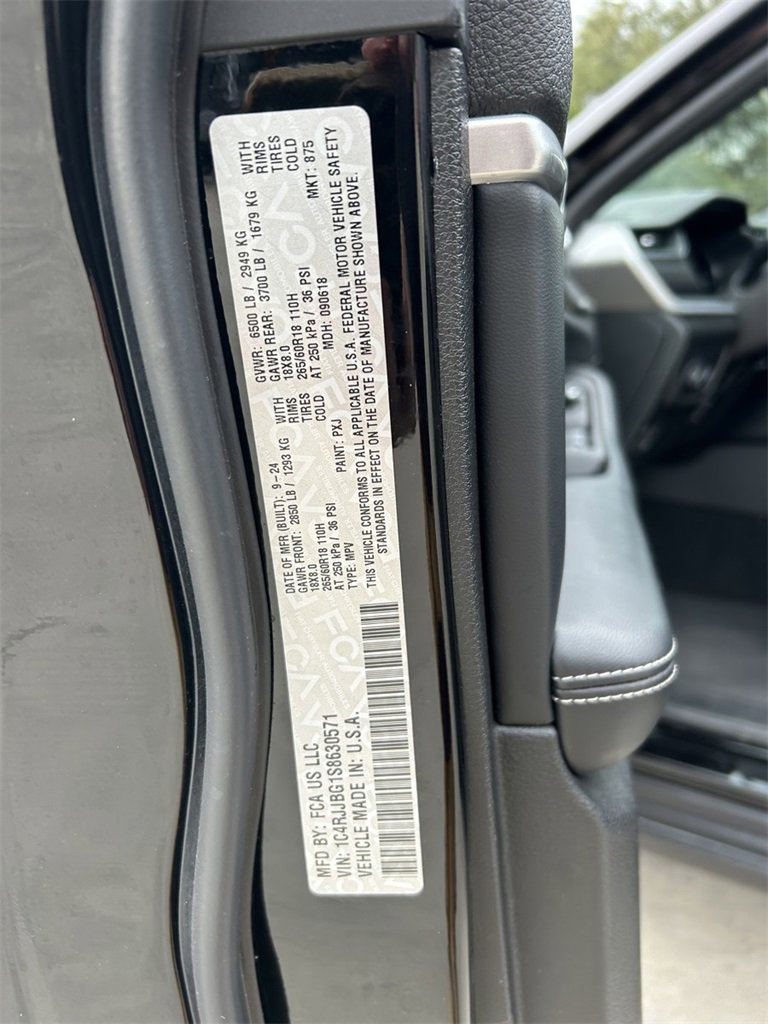 MFD BY: FCA US LLC
DATE OF MFR (BUILT): 9-24
GVWR: 6500 LB / 2949 KG
GAWR FRONT: 2850 LB / 1293 KG WITH
18X8.0 RIMS
265/60R18 110H TIRES
AT 250 kPa / 36 PSI COLD
GAWR REAR: 3700 LB / 1679 KG WITH
18X8.0 RIMS
265/60R18 110H TIRES
AT 250 kPa / 36 PSI COLD
VIN: 1C4RJJBG1S8630571
TYPE: MPV PAINT: PXJ MDH: 090618 MKT: 875
VEHICLE MADE IN: U.S.A.
THIS VEHICLE CONFORMS TO ALL APPLICABLE U.S.A. FEDERAL MOTOR VEHICLE SAFETY
STANDARDS IN EFFECT ON THE DATE OF MANUFACTURE SHOWN ABOVE.
FCA